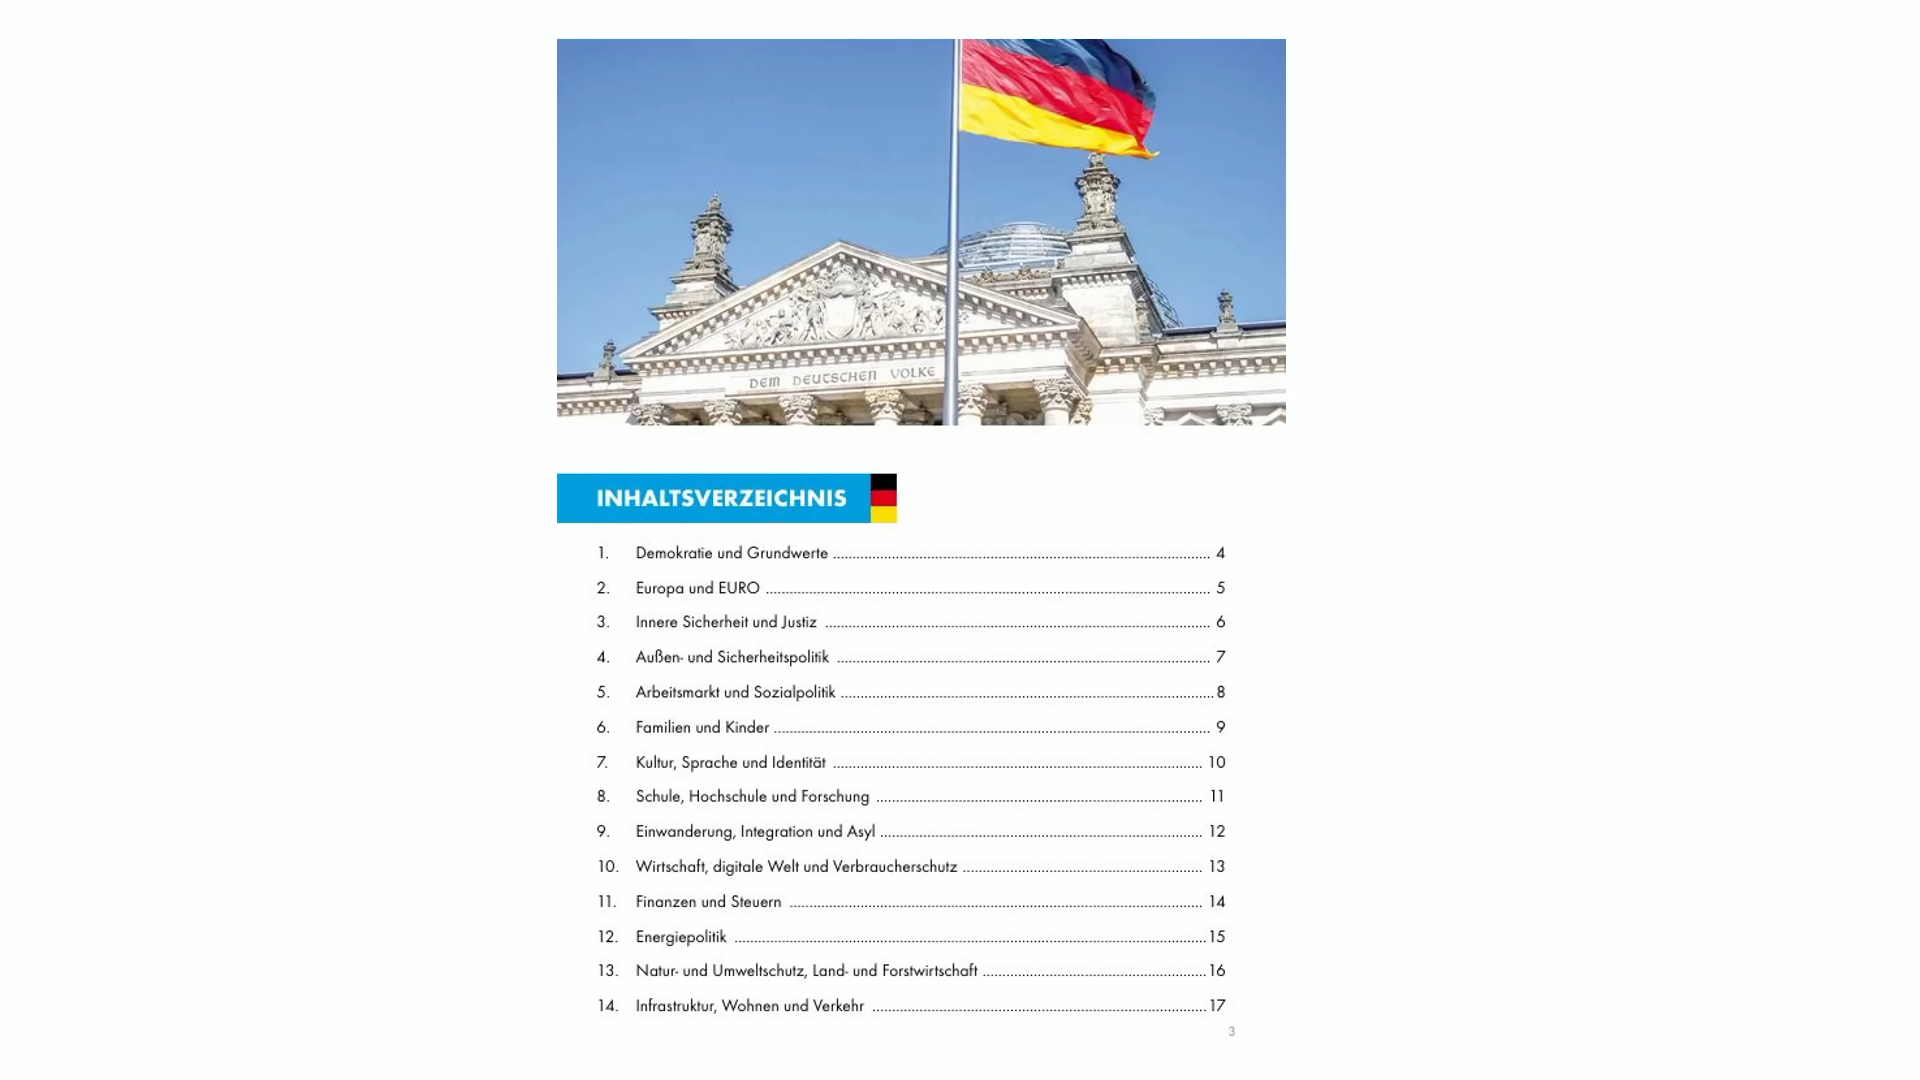 DEM DEUTSCHEN VOLKE
INHALTSVERZEICHNIS
1. Demokratie und Grundwerte 4
2. Europa und EURO 5
3. Innere Sicherheit und Justiz 6
4. Außen- und Sicherheitspolitik 7
5. Arbeitsmarkt und Sozialpolitik 8
6. Familien und Kinder 9
7. Kultur, Sprache und Identität 10
8. Schule, Hochschule und Forschung 11
9. Einwanderung, Integration und Asyl 12
10. Wirtschaft, digitale Welt und Verbraucherschutz 13
11. Finanzen und Steuern 14
12. Energiepolitik 15
13. Natur- und Umweltschutz, Land- und Forstwirtschaft 16
14. Infrastruktur, Wohnen und Verkehr 17
3